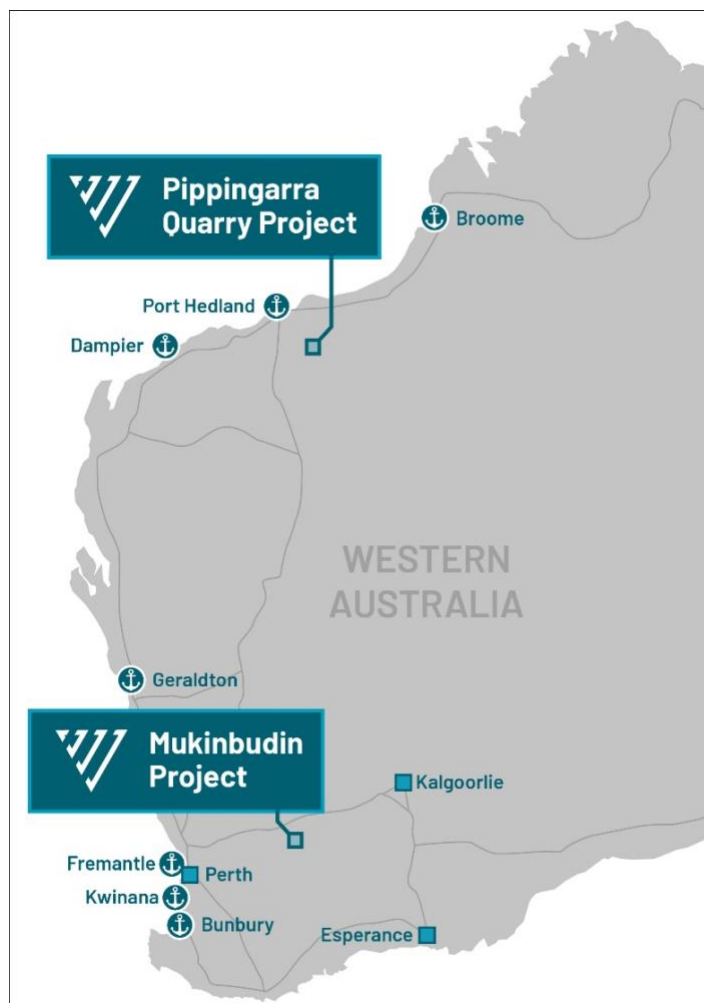 Pippingarra
Quarry Project
Broome
Port Hedland
Dampier
WESTERN
AUSTRALIA
Geraldton
Mukinbudin
Project
Kalgoorlie
Fremantle
Perth
Kwinana
Bunbury
Esperance